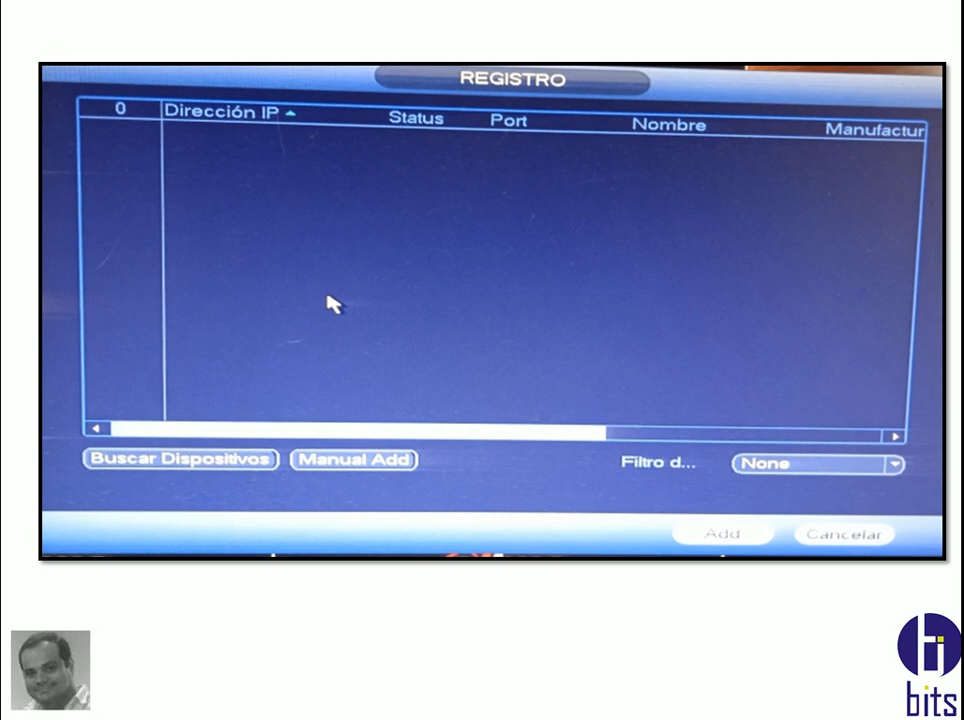 REGISTRO
0 Dirección IP Status Port Nombre Manufactur
Buscar Dispositivos Manual Add Filtro d... None
Add Cancelar
bits